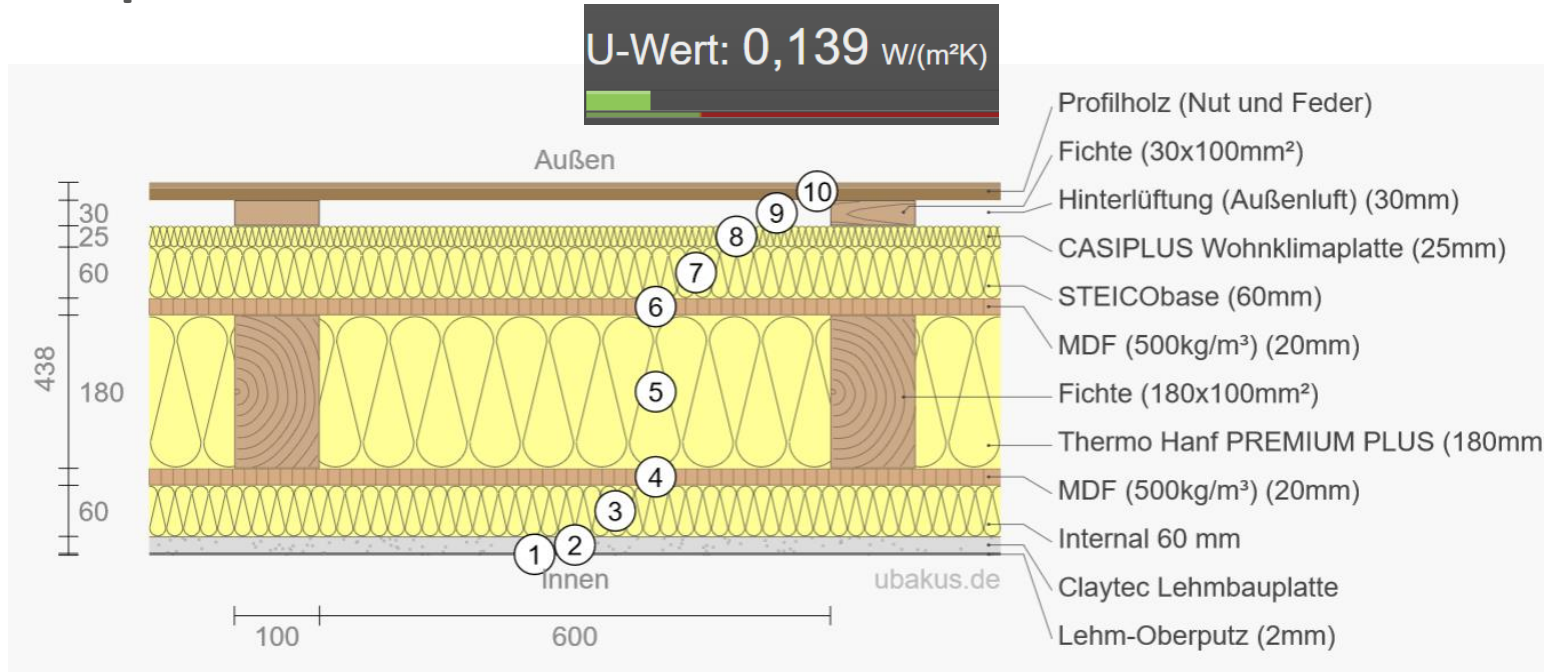 U-Wert: 0,139 W/(m²K)
Außen
Profilholz (Nut und Feder)
Fichte (30x100mm²)
Hinterlüftung (Außenluft) (30mm)
CASIPLUS Wohnklimaplatte (25mm)
STEICObase (60mm)
MDF (500kg/m³) (20mm)
Fichte (180x100mm²)
Thermo Hanf PREMIUM PLUS (180mm
MDF (500kg/m³) (20mm)
Internal 60 mm
Claytec Lehmbauplatte
Lehm-Oberputz (2mm)
10
9
8
7
6
5
4
3
2
1
30
25
60
180
60
438
Innen
ubakus.de
100
600